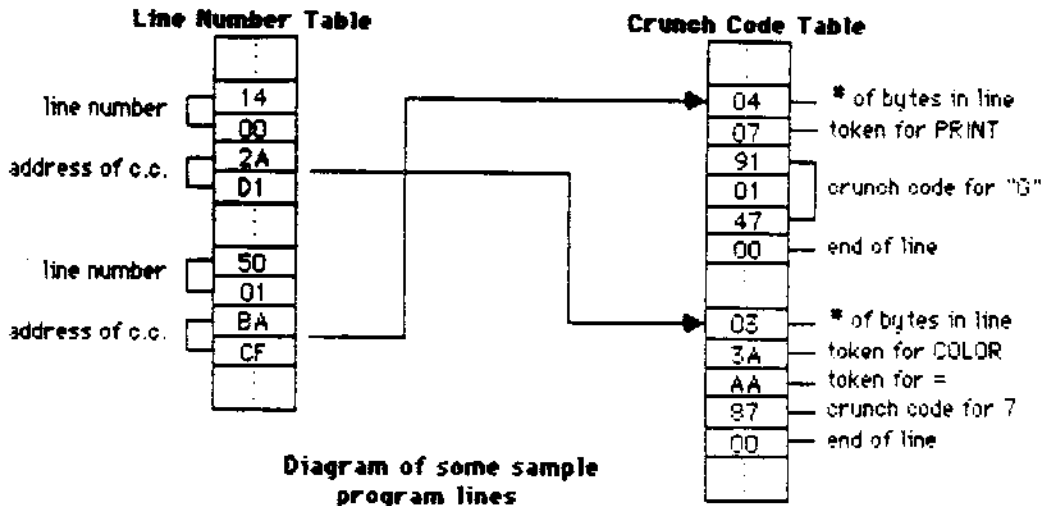 Line Number Table
line number
14
00
address of c.c.
2A
D1
line number
50
01
address of c.c.
BA
CF
Crunch Code Table
04
* of bytes in line
07
token for PRINT
91
01
47
crunch code for "G"
00
end of line
03
* of bytes in line
3A
token for COLOR
AA
token for =
87
crunch code for 7
00
end of line
Diagram of some sample
program lines